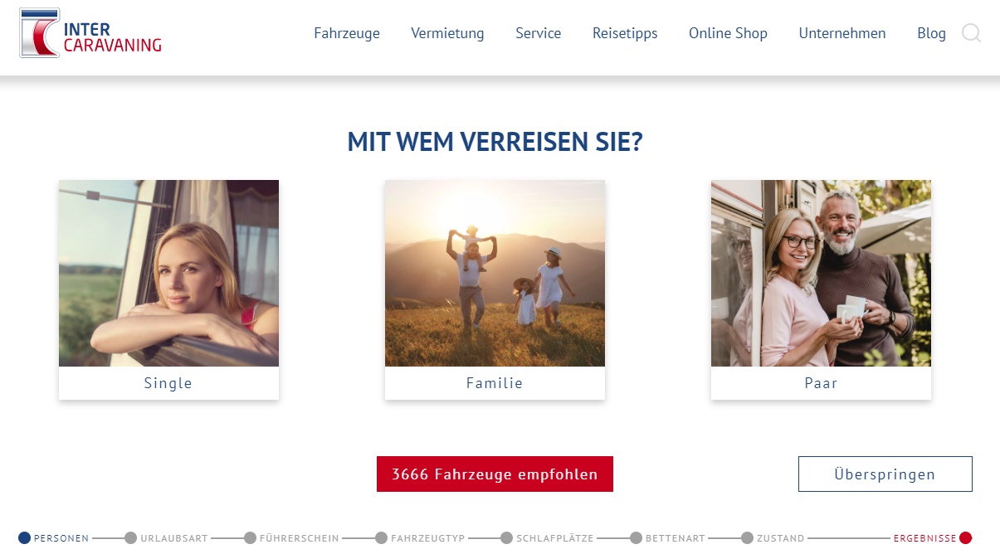 INTER
CARAVANING
Fahrzeuge Vermietung Service Reisetipps Online Shop Unternehmen Blog
MIT WEM VERREISEN SIE?
Single Familie Paar
3666 Fahrzeuge empfohlen Überspringen
PERSONEN URLAUBSART FÜHRERSCHEIN FAHRZEUGTYP SCHLAFPLÄTZE BETTENART ZUSTAND ERGEBNISSE